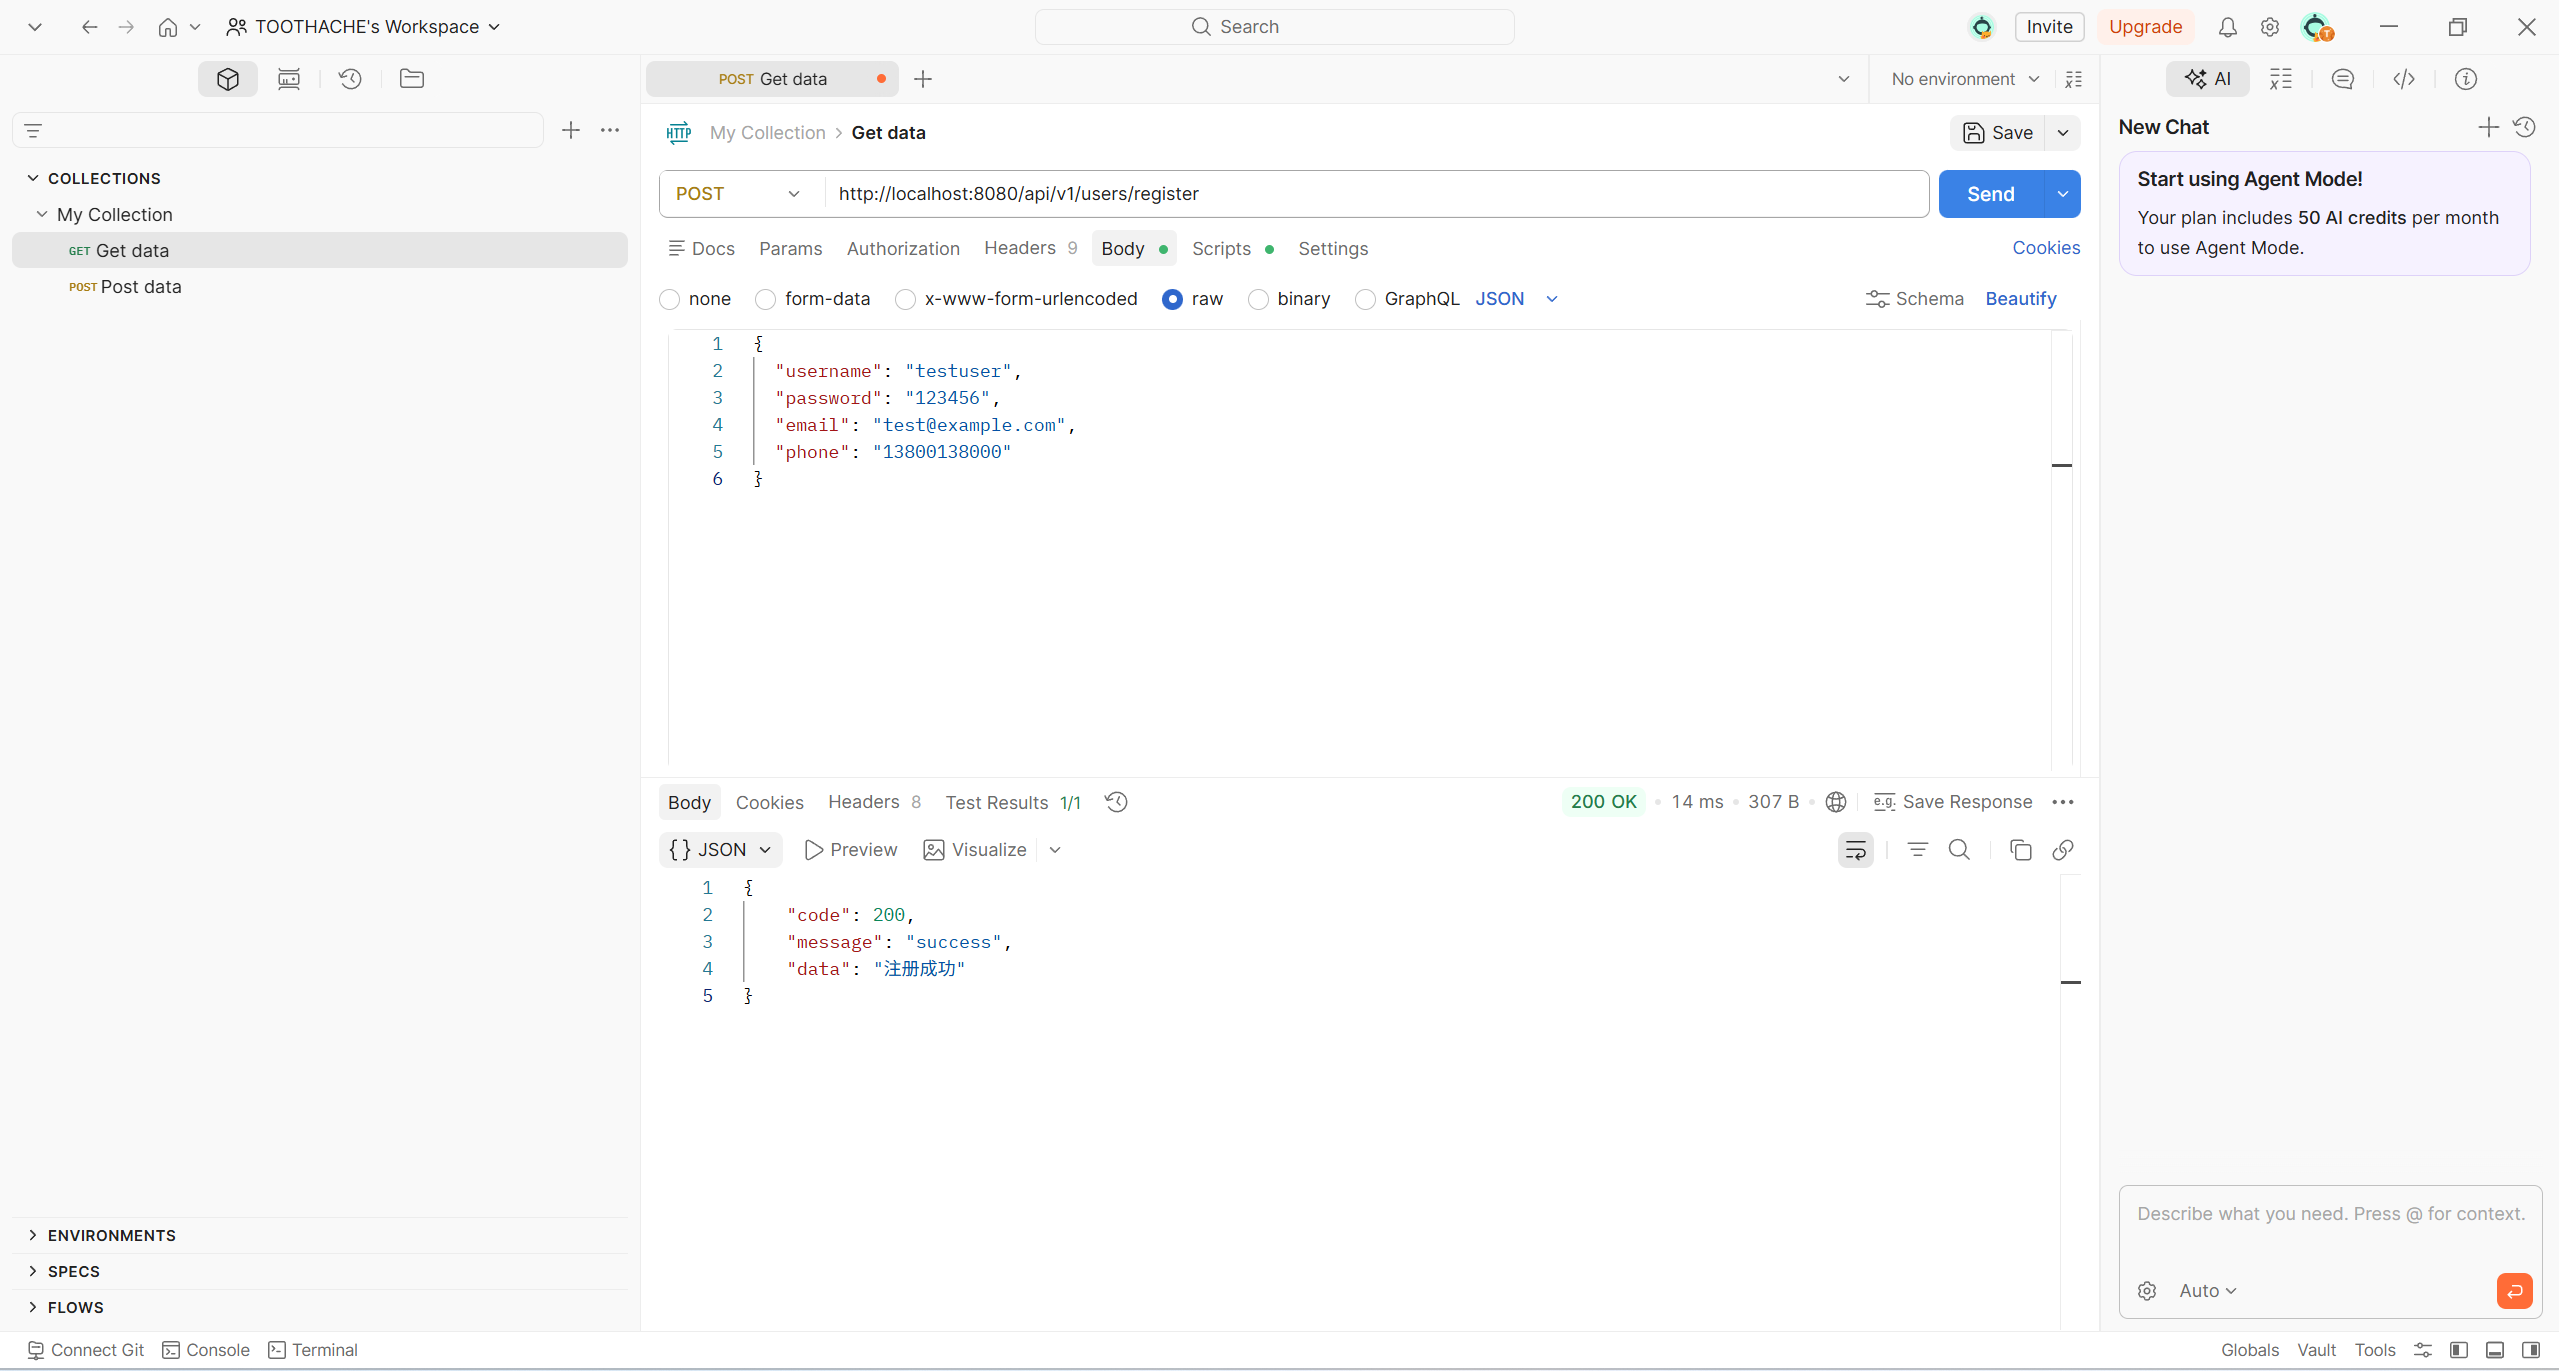 TOOTHACHE's Workspace
Search
Invite
Upgrade
POST Get data
No environment
AI
COLLECTIONS
My Collection
GET Get data
POST Post data
HTTP My Collection > Get data
Save
POST
http://localhost:8080/api/v1/users/register
Send
Docs Params Authorization Headers 9 Body Scripts Settings
Cookies
none form-data x-www-form-urlencoded raw binary GraphQL JSON
Schema Beautify
1 {
2 "username": "testuser",
3 "password": "123456",
4 "email": "test@example.com",
5 "phone": "13800138000"
6 }
Body Cookies Headers 8 Test Results 1/1
200 OK • 14 ms • 307 B •
e.g. Save Response
{} JSON Preview Visualize
1 {
2 "code": 200,
3 "message": "success",
4 "data": "注册成功"
5 }
New Chat
Start using Agent Mode!
Your plan includes 50 AI credits per month
to use Agent Mode.
Describe what you need. Press @ for context.
Auto
ENVIRONMENTS
SPECS
FLOWS
Connect Git Console Terminal
Globals Vault Tools